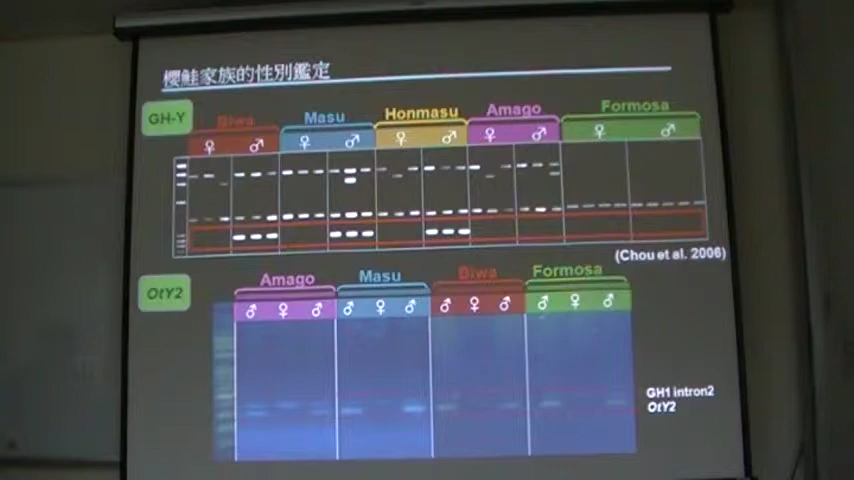 櫻鮭家族的性別鑑定
GH-Y
Biwa
Masu
Honmasu
Amago
Formosa
♀ ♂ ♀ ♂ ♀ ♂ ♀ ♂ ♀ ♂
(Chou et al. 2006)
OtY2
Amago
Masu
Biwa
Formosa
♂ ♀ ♂ ♂ ♀ ♂ ♂ ♀ ♂ ♂ ♀ ♂
GH1 intron2
OtY2